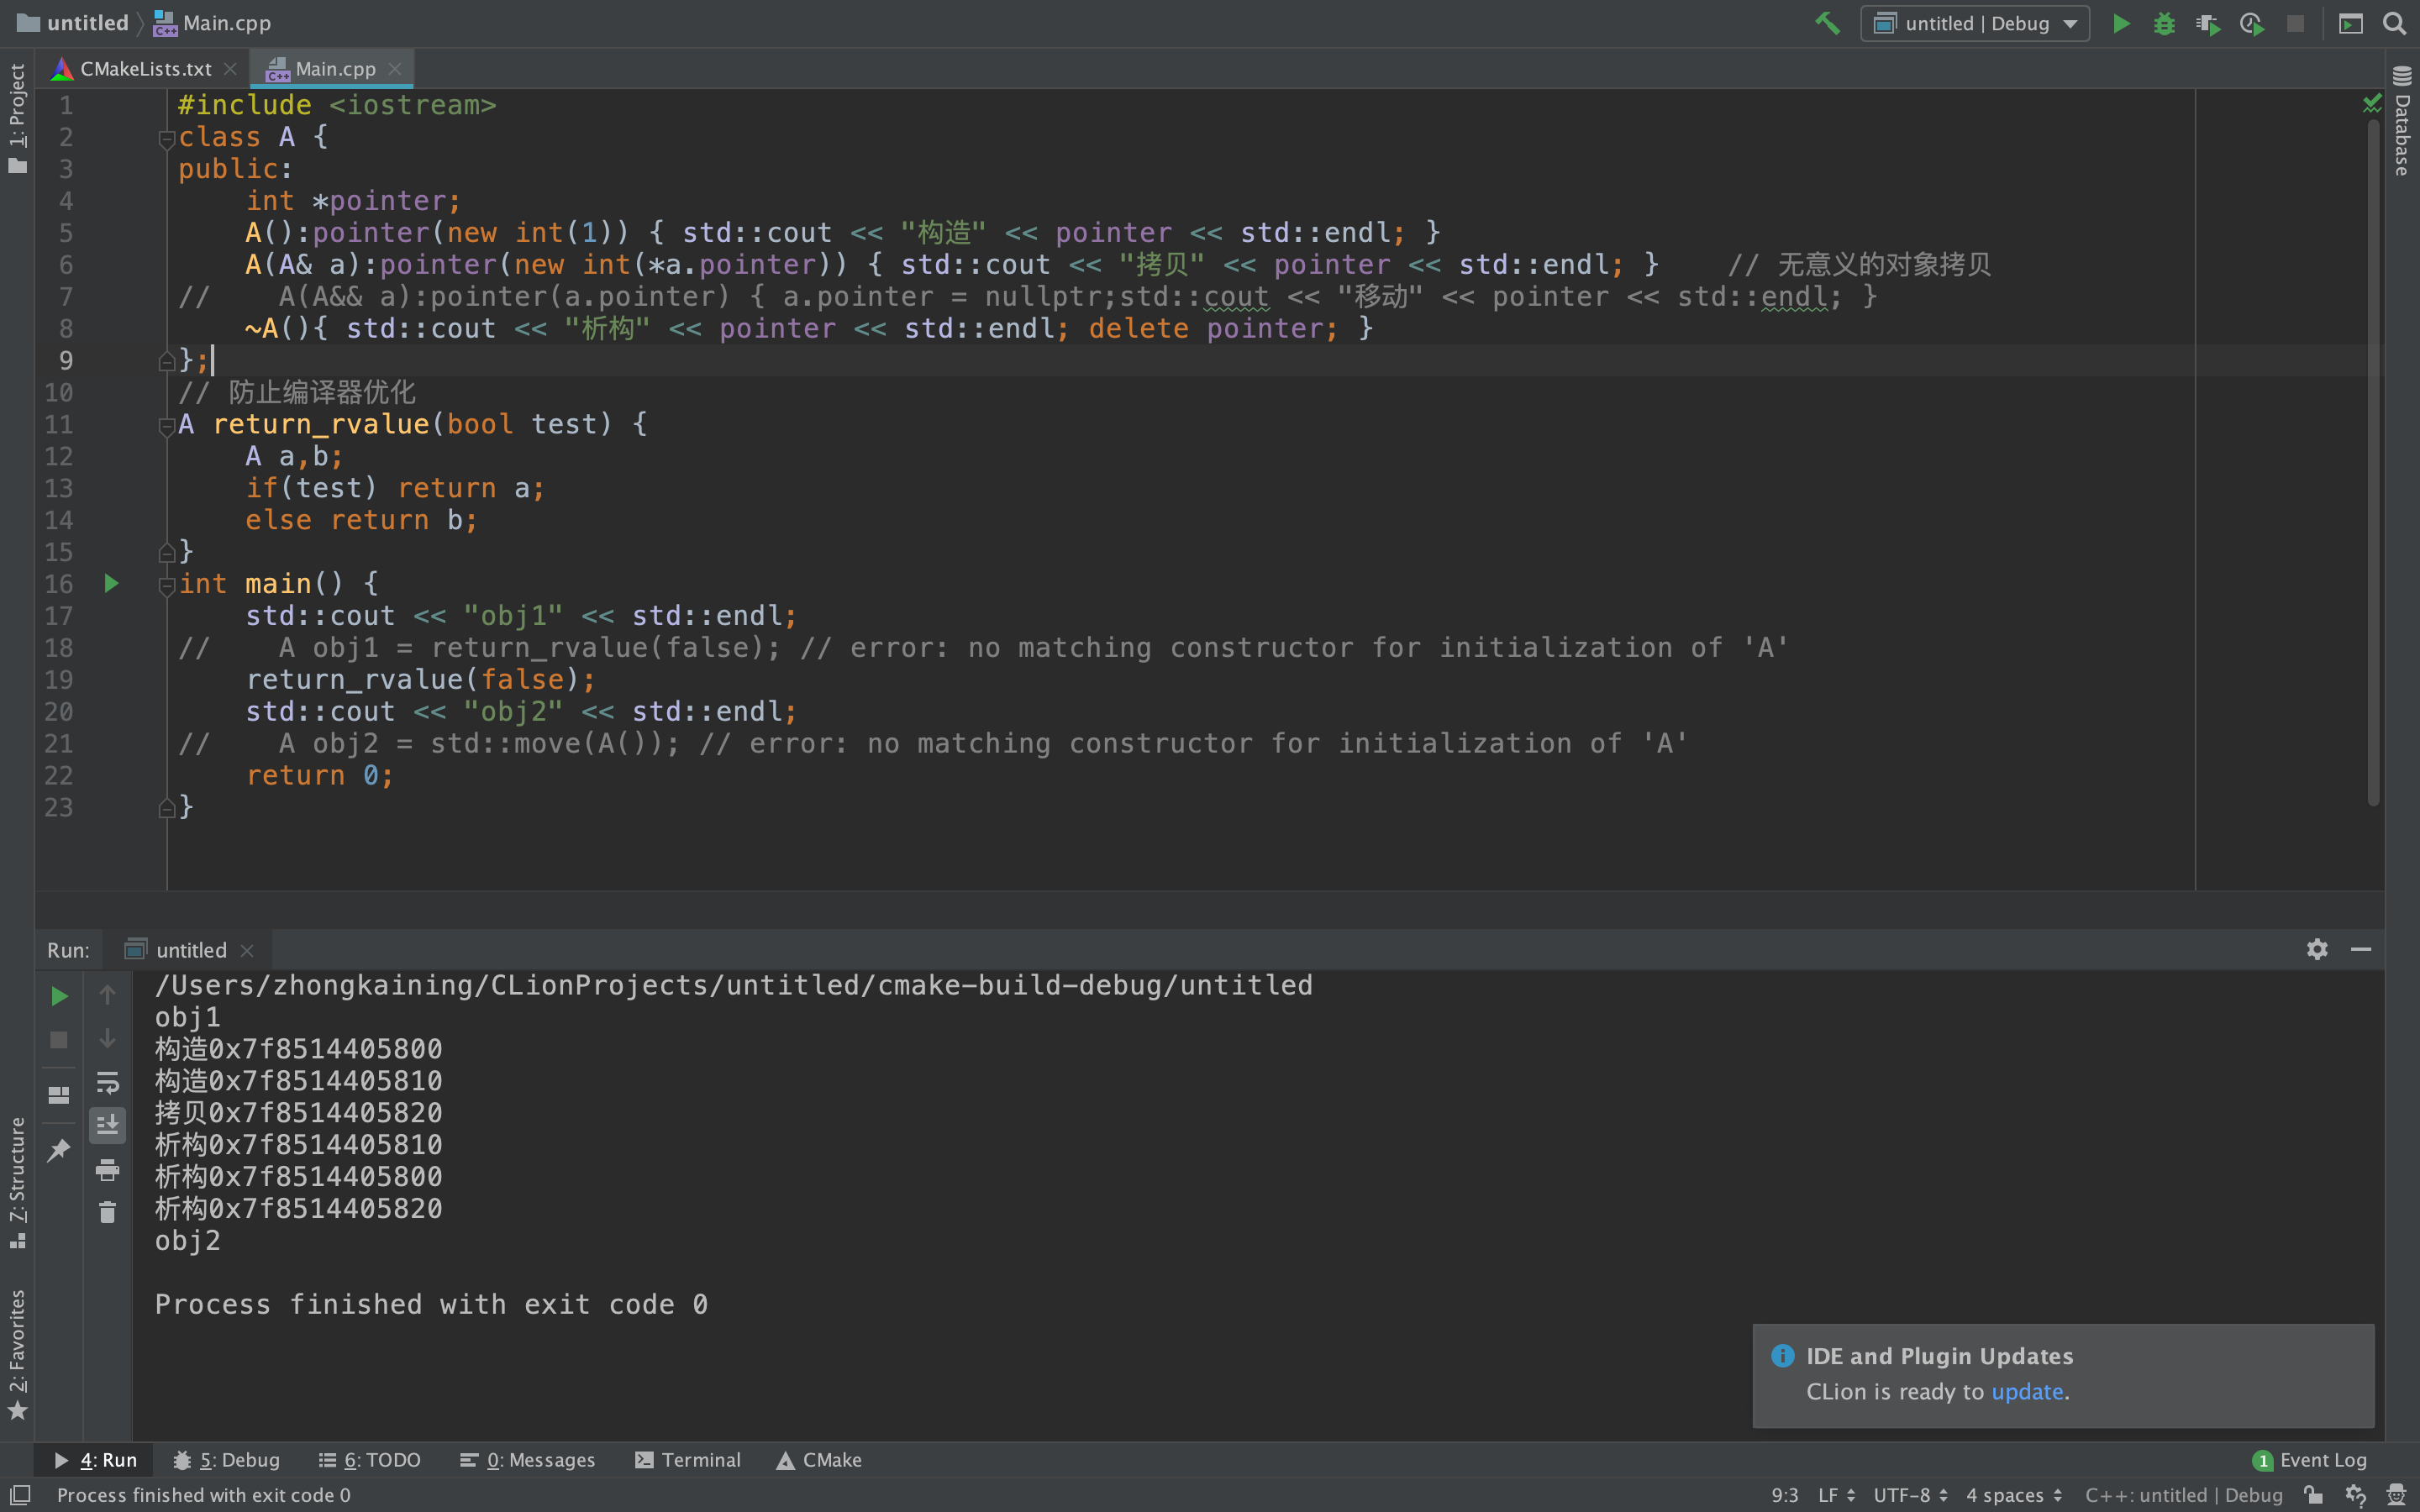 untitled Main.cpp untitled | Debug
CMakeLists.txt Main.cpp
1: Project
Database
1 #include <iostream>
2 class A {
3 public:
4     int *pointer;
5     A():pointer(new int(1)) { std::cout << "构造" << pointer << std::endl; }
6     A(A& a):pointer(new int(*a.pointer)) { std::cout << "拷贝" << pointer << std::endl; }    // 无意义的对象拷贝
7 //    A(A&& a):pointer(a.pointer) { a.pointer = nullptr;std::cout << "移动" << pointer << std::endl; }
8     ~A(){ std::cout << "析构" << pointer << std::endl; delete pointer; }
9 };
10 // 防止编译器优化
11 A return_rvalue(bool test) {
12     A a,b;
13     if(test) return a;
14     else return b;
15 }
16 int main() {
17     std::cout << "obj1" << std::endl;
18 //    A obj1 = return_rvalue(false); // error: no matching constructor for initialization of 'A'
19     return_rvalue(false);
20     std::cout << "obj2" << std::endl;
21 //    A obj2 = std::move(A()); // error: no matching constructor for initialization of 'A'
22     return 0;
23 }
Run: untitled
/Users/zhongkaining/CLionProjects/untitled/cmake-build-debug/untitled
obj1
构造0x7f8514405800
构造0x7f8514405810
拷贝0x7f8514405820
析构0x7f8514405810
析构0x7f8514405800
析构0x7f8514405820
obj2
Process finished with exit code 0
7: Structure
2: Favorites
IDE and Plugin Updates
CLion is ready to update.
4: Run 5: Debug 6: TODO 0: Messages Terminal CMake 1 Event Log
Process finished with exit code 0 9:3 LF UTF-8 4 spaces C++: untitled | Debug